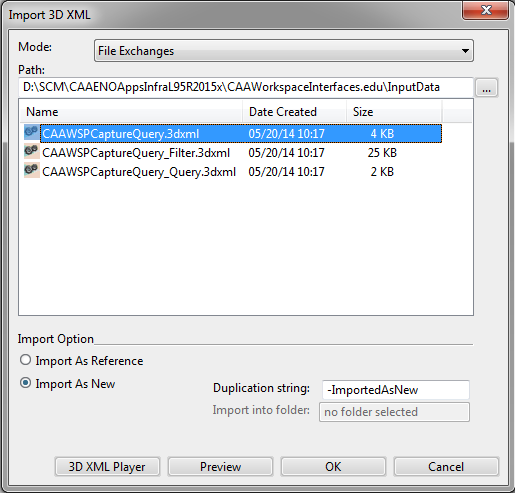 Import 3D XML
Mode: File Exchanges
Path:
D:\SCM\CAAENOAppsInfraL95R2015x\CAAWorkspaceInterfaces.edu\InputData ...
Name Date Created Size
CAAWSPCaptureQuery.3dxml 05/20/14 10:17 4 KB
CAAWSPCaptureQuery_Filter.3dxml 05/20/14 10:17 25 KB
CAAWSPCaptureQuery_Query.3dxml 05/20/14 10:17 2 KB
Import Option
Import As Reference
Import As New Duplication string: -ImportedAsNew
Import into folder: no folder selected
3D XML Player Preview OK Cancel